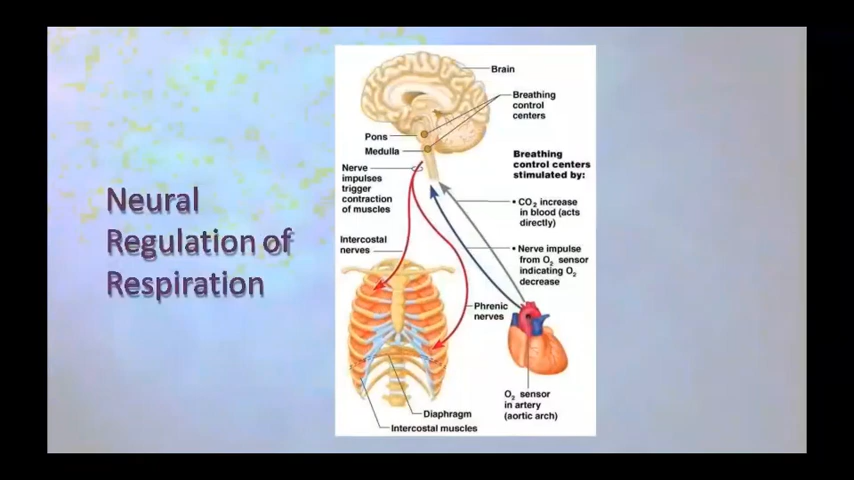 Neural
Regulation of
Respiration
Brain
Breathing
control
centers
Pons
Medulla
Nerve
impulses
trigger
contraction
of muscles
Breathing
control centers
stimulated by:
• CO₂ increase
in blood (acts
directly)
Intercostal
nerves
• Nerve impulse
from O₂ sensor
indicating O₂
decrease
Phrenic
nerves
O₂ sensor
in artery
(aortic arch)
Diaphragm
Intercostal muscles